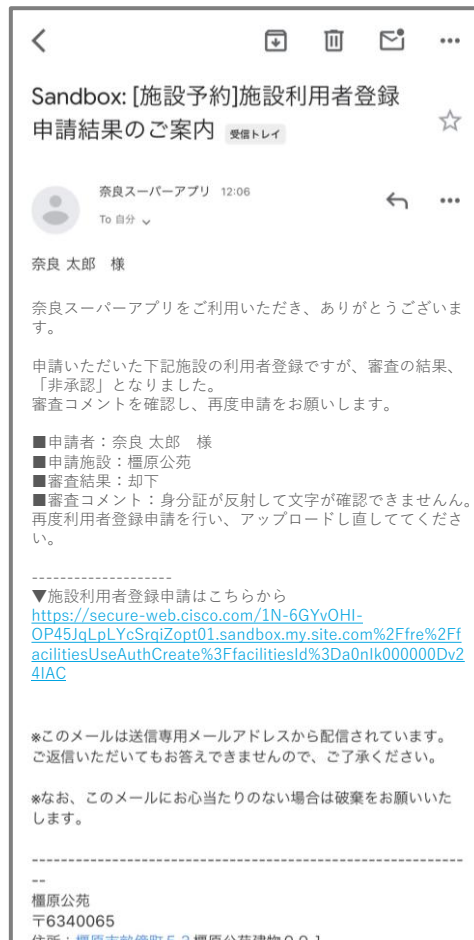 Sandbox: [施設予約]施設利用者登録
申請結果のご案内 受信トレイ
奈良スーパーアプリ 12:06
To 自分
奈良 太郎 様
奈良スーパーアプリをご利用いただき、ありがとうございま
す。
申請いただいた下記施設の利用者登録ですが、審査の結果、
「非承認」となりました。
審査コメントを確認し、再度申請をお願いします。
■申請者：奈良 太郎 様
■申請施設：橿原公苑
■審査結果：却下
■審査コメント：身分証が反射して文字が確認できませんん。
再度利用者登録申請を行い、アップロードし直しててくださ
い。
--------------------
▼施設利用者登録申請はこちらから
https://secure-web.cisco.com/1N-6GYvOHI-
OP45JqLpLYcSrqiZopt01.sandbox.my.site.com%2Ffre%2Ff
acilitiesUseAuthCreate%3FfacilitiesId%3Da0nIk000000Dv2
4IAC
※このメールは送信専用メールアドレスから配信されています。
ご返信いただいてもお答えできませんので、ご了承ください。
※なお、このメールにお心当たりのない場合は破棄をお願いいた
します。
------------------------------------------------------------
--
橿原公苑
〒6340065